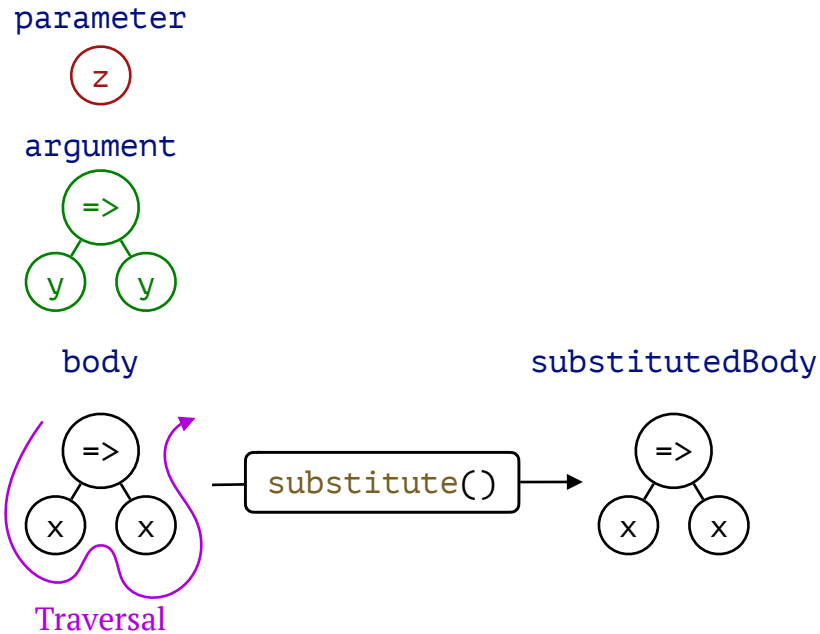 parameter
z
argument
=>
y y
body substitutedBody
=> =>
substitute()
x x x x
Traversal